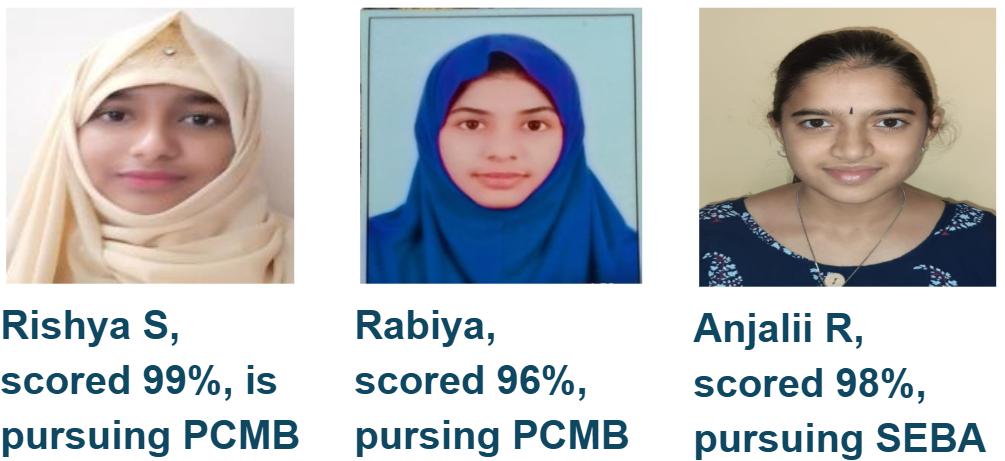 Rishya S,
scored 99%, is
pursuing PCMB
Rabiya,
scored 96%,
pursing PCMB
Anjalii R,
scored 98%,
pursuing SEBA